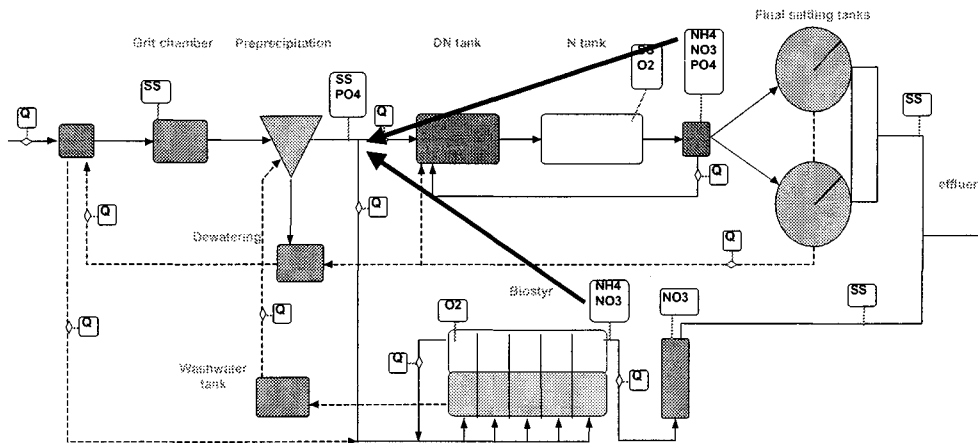 Final settling tanks
Grit chamber
Preprecipitation
DN tank
N tank
NH4
NO3
PO4
SS
O2
SS
SS
PO4
Q
Q
SS
Q
Q
Q
Q
effluer
Dewatering
Biostyr
NH4
NO3
NO3
SS
O2
Q
Q
Q
Q
Washwater
tank